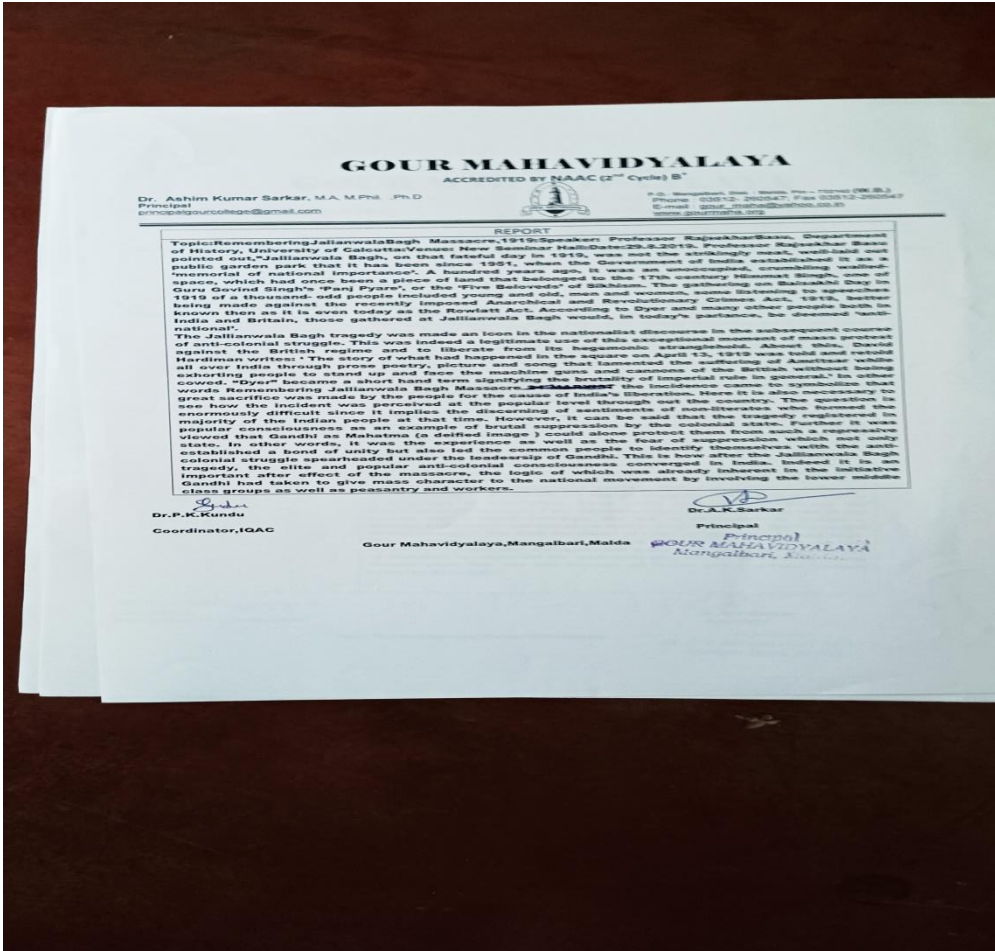 GOUR MAHAVIDYALAYA
ACCREDITED BY NAAC (2nd Cycle) B+
Dr. Ashim Kumar Sarkar, M.A, M.Phil. ,Ph.D
Principal
principalgourcollege@gmail.com
Phone : 03512- 260547; Fax 03512-260547
E-mail : gour_maha@yahoo.co.in
www.gourmaha.org
REPORT
Topic:RememberingJallianwalaBagh Massacre,1919:Speaker: Professor RajsekharBasu, Department
of History, University of Calcutta:Venue: New Seminar Hall:Date:29.8.2019. Professor Rajsekhar Basu
pointed out,"Jallianwala Bagh, on that fateful day in 1919, was not the strikingly neat, well-laid out
public garden park that it has been since 1951, when the Government of India established it as a
'memorial of national importance'. A hundred years ago, it was an unoccupied, crumbling walled-
space, which had once been a piece of land that belonged to the 17th century Himmat Singh, one of
Guru Govind Singh's 'Panj Pyare', or the 'Five Beloveds' of Sikhism. The gathering on Baisakhi Day in
1919 of a thousand- odd people included young and old, men and women, some listening to speeches
being made against the recently imposed Anarchical and Revolutionary Crimes Act, 1919, better
known then as it is even today as the Rowlatt Act. According to Dyer and many other people both in
India and Britain, those gathered at Jallianwala Bagh would, in today's parlance, be deemed 'anti-
national'.
The Jallianwala Bagh tragedy was made an icon in the nationalist discourse in the subsequent course
of anti-colonial struggle. This was indeed a legitimate use of this exceptional moment of mass protest
against the British regime and to liberate from its hegemonic stranglehold. About this, David
Hardiman writes: ' The story of what had happened in the square on April 13, 1919 was told and retold
all over India through prose poetry, picture and song that lamented the suffering of Amritsar while
exhorting people to stand up and face the machine guns and cannons of the British without being
cowed. "Dyer" became a short hand term signifying the brutality of imperial rule in general.' In other
words Remembering Jallianwala Bagh Massacre the incidence came to symbolize that
great sacrifice was made by the people for the cause of India's liberation. Here it is also necessary to
see how the incident was perceived at the popular level through out the country. The question is
enormously difficult since it implies the discerning of sentiments of non-literates who formed the
majority of the Indian people at that time. However, it can be said that the tragedy registered in
popular consciousness as an example of brutal suppression by the colonial state. Further it was
viewed that Gandhi as Mahatma (a deified image ) could alone protect them from such a repressive
state. In other words, it was the experience as well as the fear of suppression which not only
established a bond of unity but also led the common people to identify themselves with the anti-
colonial struggle spearheaded under the leadersip of Gandhi. This is how after the Jallianwala Bagh
tragedy, the elite and popular anti-colonial consciousness converged in India. Indeed it is an
important after effect of the massacre, the logic of which was already inherent in the initiative
Gandhi had taken to give mass character to the national movement by involving the lower middle
class groups as well as peasantry and workers.
Dr.P.K.Kundu
Dr.A.K.Sarkar
Coordinator,IQAC
Principal
Gour Mahavidyalaya,Mangalbari,Malda
Principal
GOUR MAHAVIDYALAYA
Mangalbari,